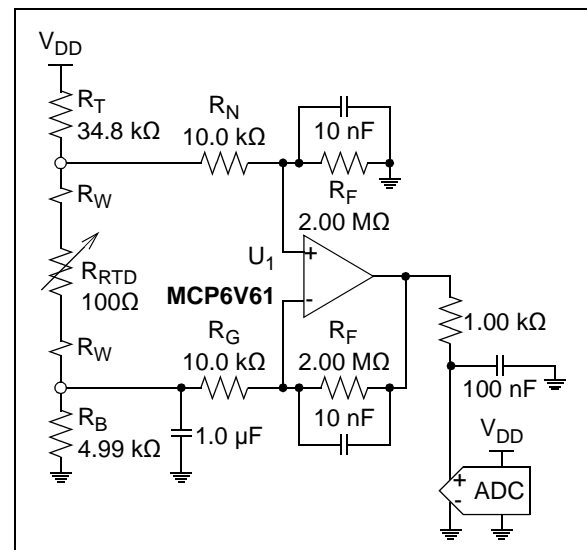 V_DD
R_T
34.8 kΩ
R_N
10.0 kΩ
10 nF
R_F
2.00 MΩ
R_W
R_RTD
100Ω
U_1
+
-
MCP6V61
R_W
R_G
10.0 kΩ
R_F
2.00 MΩ
10 nF
1.00 kΩ
100 nF
R_B
4.99 kΩ
1.0 µF
V_DD
+
-
ADC